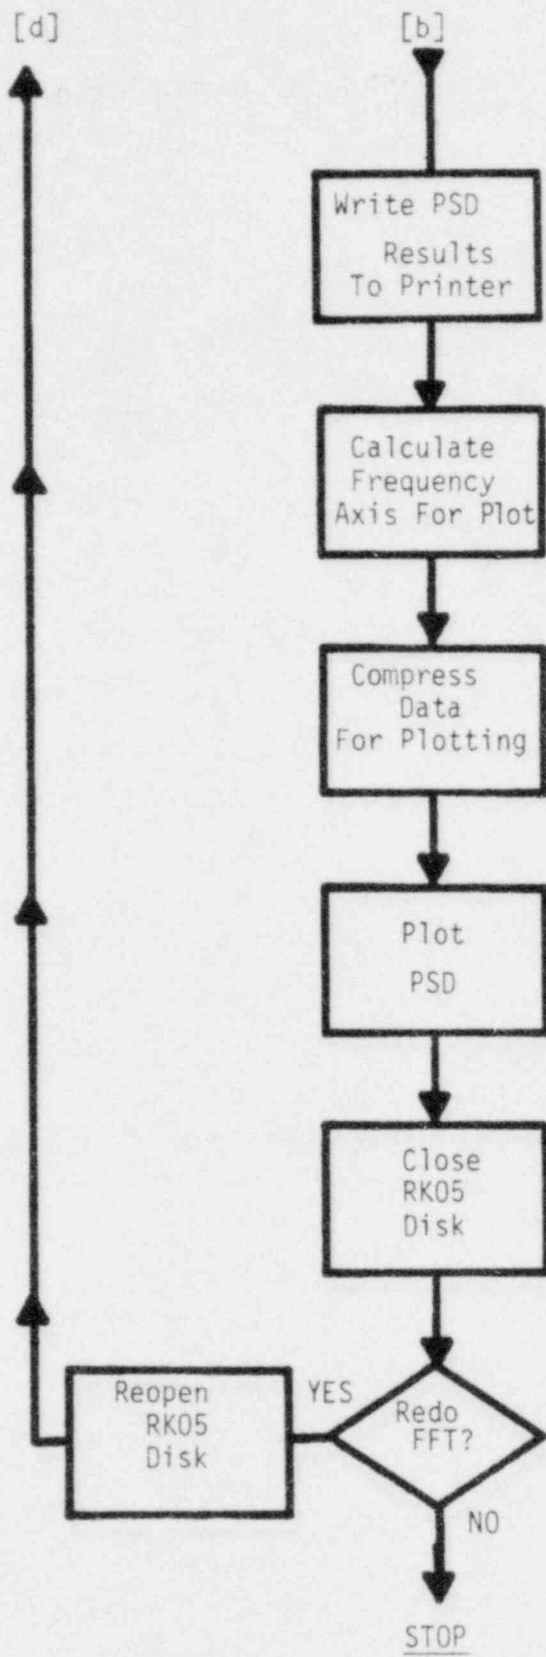 [d]
[b]
Write PSD
Results
To Printer
Calculate
Frequency
Axis For Plot
Compress
Data
For Plotting
Plot
PSD
Close
RK05
Disk
Redo
FFT?
YES
Reopen
RK05
Disk
NO
STOP